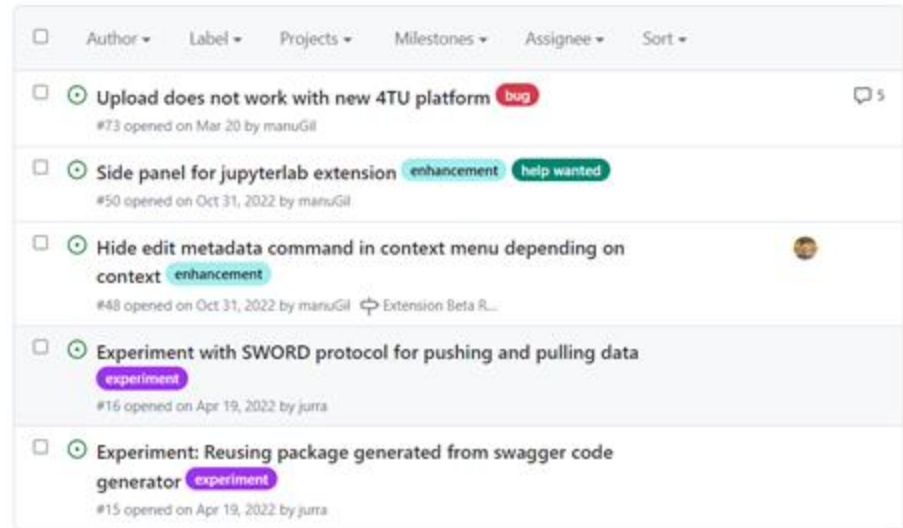 Author Label Projects Milestones Assignee Sort
Upload does not work with new 4TU platform bug 5
#73 opened on Mar 20 by manuGil
Side panel for jupyterlab extension enhancement help wanted
#50 opened on Oct 31, 2022 by manuGil
Hide edit metadata command in context menu depending on
context enhancement
#48 opened on Oct 31, 2022 by manuGil Extension Beta R...
Experiment with SWORD protocol for pushing and pulling data
experiment
#16 opened on Apr 19, 2022 by jurra
Experiment: Reusing package generated from swagger code
generator experiment
#15 opened on Apr 19, 2022 by jurra